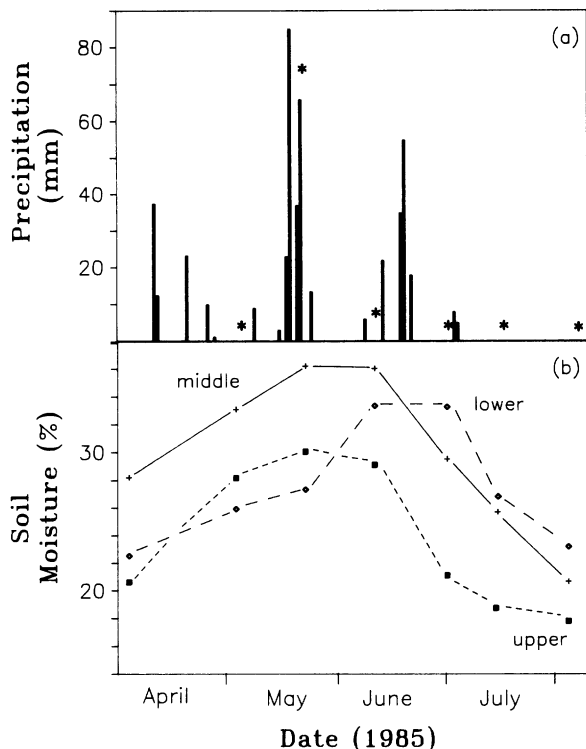 (a)
Precipitation
(mm)
80
60
40
20
*
*
*
*
*
(b)
Soil
Moisture (%)
30
20
middle
lower
upper
April
May
June
July
Date (1985)